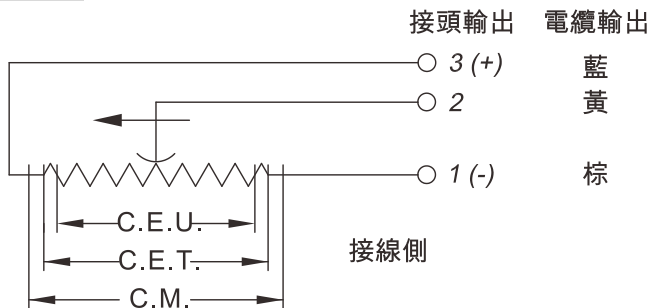 接頭輸出 電纜輸出
3 (+) 藍
2 黃
1 (-) 棕
C.E.U.
C.E.T.
接線側
C.M.